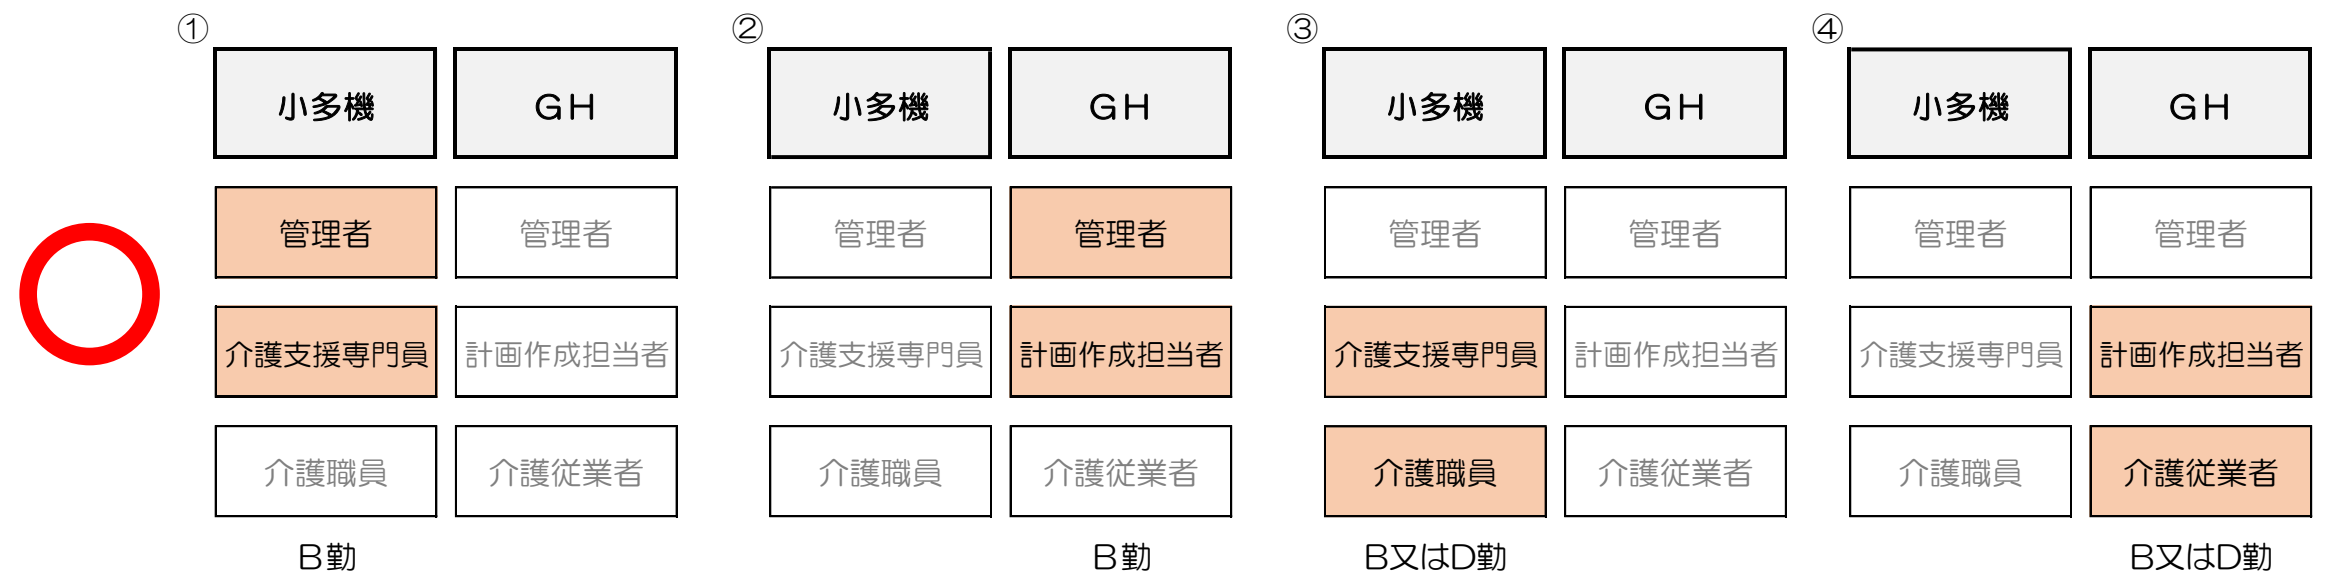 ① ② ③ ④
小多機 GH 小多機 GH 小多機 GH 小多機 GH
管理者 管理者 管理者 管理者 管理者 管理者 管理者 管理者
介護支援専門員 計画作成担当者 介護支援専門員 計画作成担当者 介護支援専門員 計画作成担当者 介護支援専門員 計画作成担当者
介護職員 介護従業者 介護職員 介護従業者 介護職員 介護従業者 介護職員 介護従業者
B勤 B勤 B又はD勤 B又はD勤